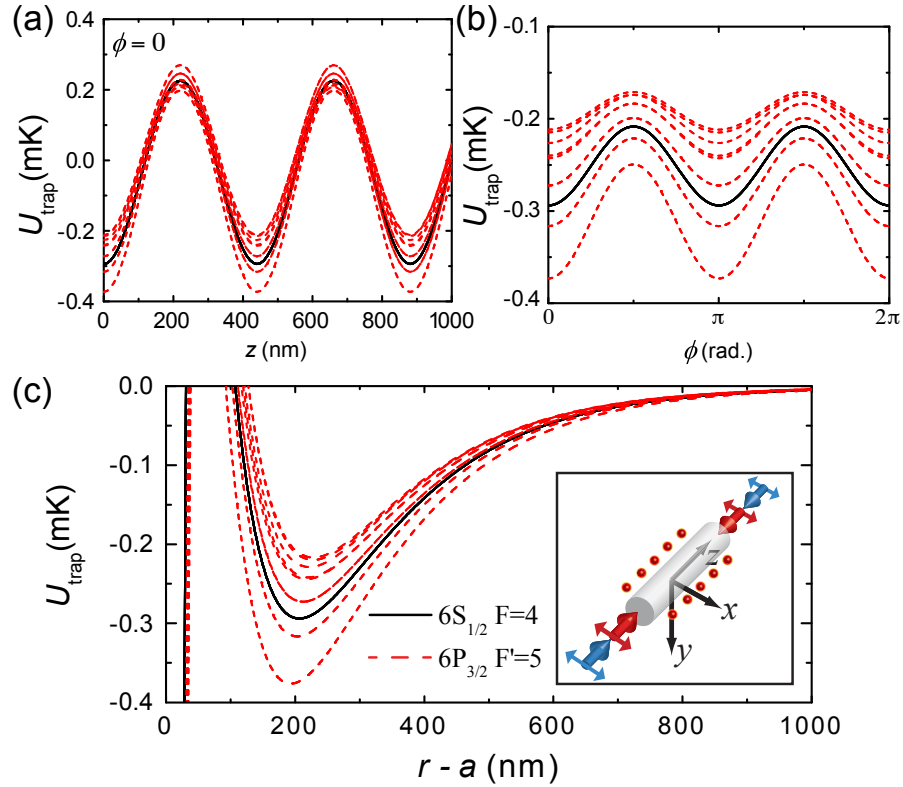 (a)
ϕ = 0
U_trap (mK)
0.4
0.2
0.0
-0.2
-0.4
0 200 400 600 800 1000
z (nm)
(b)
U_trap (mK)
-0.1
-0.2
-0.3
-0.4
0 π 2π
ϕ (rad.)
(c)
U_trap (mK)
0.0
-0.1
-0.2
-0.3
-0.4
0 200 400 600 800 1000
r - a (nm)
6S_1/2 F=4
6P_3/2 F'=5
z
x
y